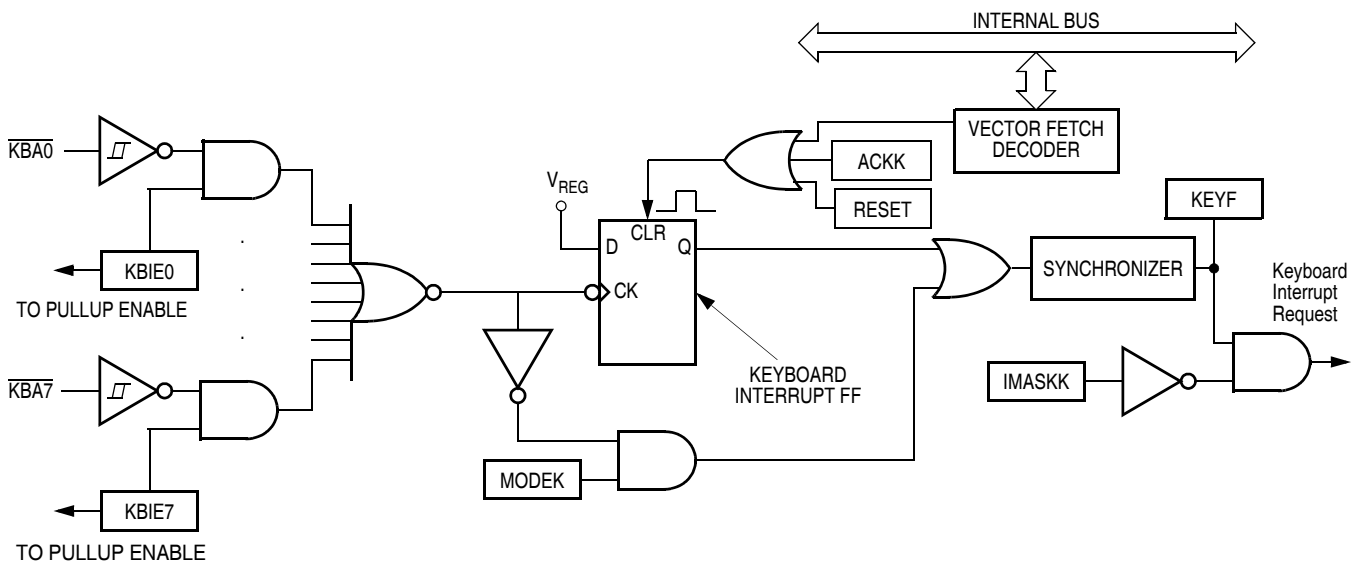 INTERNAL BUS
VECTOR FETCH
DECODER
ACKK
RESET
KBA0
KBIE0
TO PULLUP ENABLE
VREG
D
CLR
Q
CK
KEYBOARD
INTERRUPT FF
SYNCHRONIZER
KEYF
Keyboard
Interrupt
Request
IMASKK
KBA7
MODEK
KBIE7
TO PULLUP ENABLE